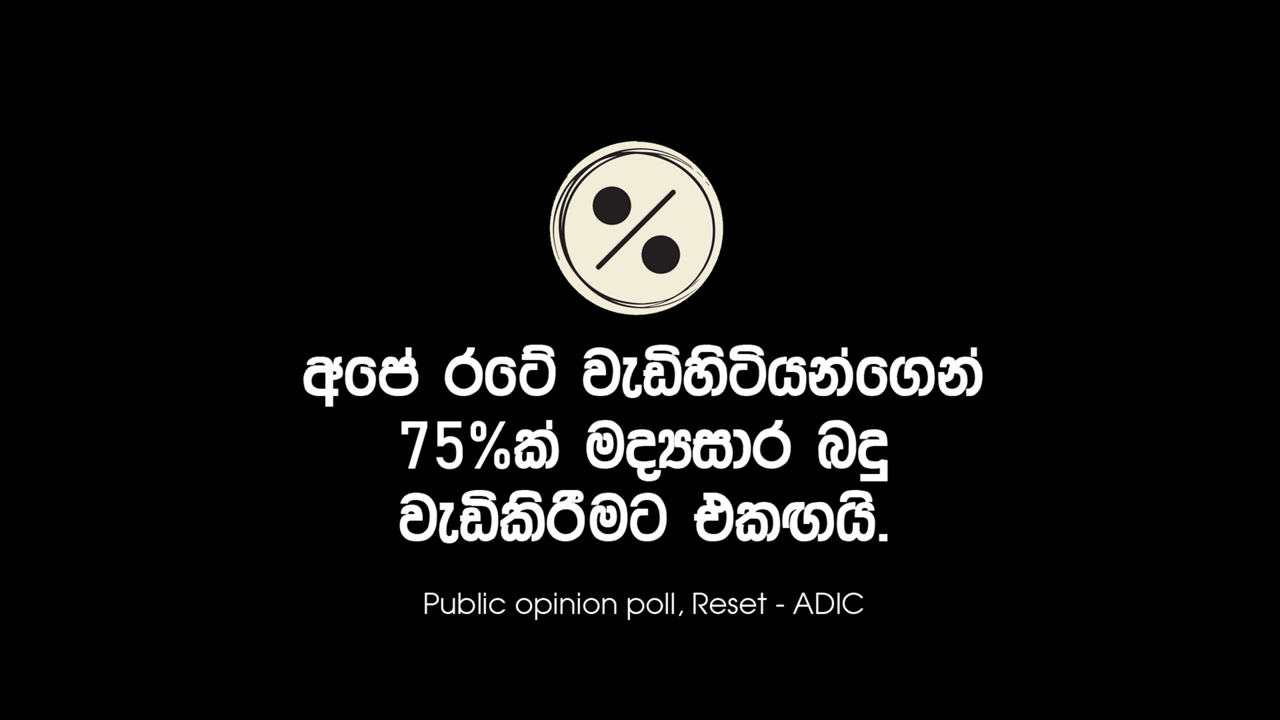 අපේ රටේ වැඩිහිටියන්ගෙන්
75%ක් මද්‍යසාර බදු
වැඩිකිරීමට එකඟයි.
Public opinion poll, Reset - ADIC